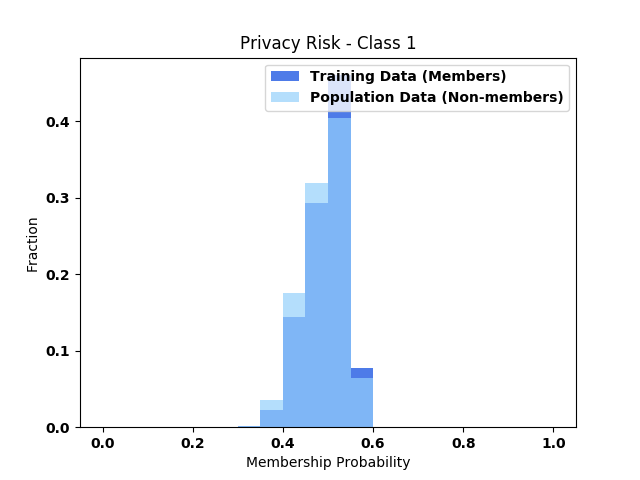 Privacy Risk - Class 1
Training Data (Members)
Population Data (Non-members)
Fraction
0.4
0.3
0.2
0.1
0.0
0.0 0.2 0.4 0.6 0.8 1.0
Membership Probability